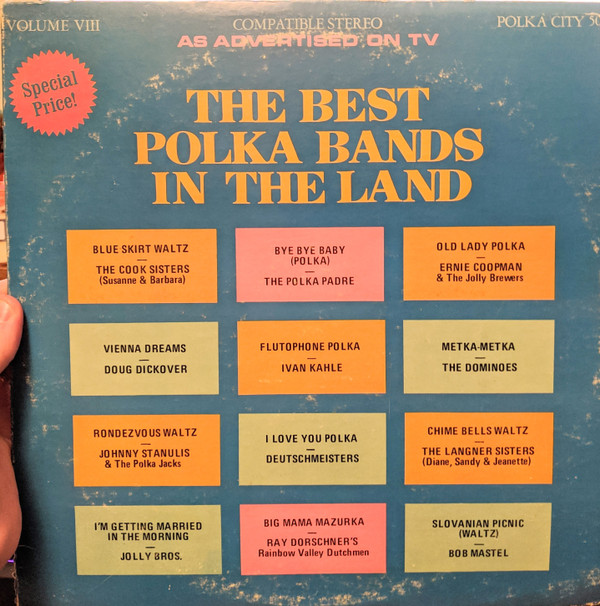 VOLUME VIII
COMPATIBLE STEREO
POLKA CITY
AS ADVERTISED ON TV
Special
Price!
THE BEST
POLKA BANDS
IN THE LAND
BLUE SKIRT WALTZ
THE COOK SISTERS
(Susanne & Barbara)
BYE BYE BABY
(POLKA)
THE POLKA PADRE
OLD LADY POLKA
ERNIE COOPMAN
& The Jolly Brewers
VIENNA DREAMS
DOUG DICKOVER
FLUTOPHONE POLKA
IVAN KAHLE
METKA-METKA
THE DOMINOES
RONDEZVOUS WALTZ
JOHNNY STANULIS
& The Polka Jacks
I LOVE YOU POLKA
DEUTSCHMEISTERS
CHIME BELLS WALTZ
THE LANGNER SISTERS
(Diane, Sandy & Jeanette)
I'M GETTING MARRIED
IN THE MORNING
JOLLY BROS.
BIG MAMA MAZURKA
RAY DORSCHNER'S
Rainbow Valley Dutchmen
SLOVANIAN PICNIC
(WALTZ)
BOB MASTEL